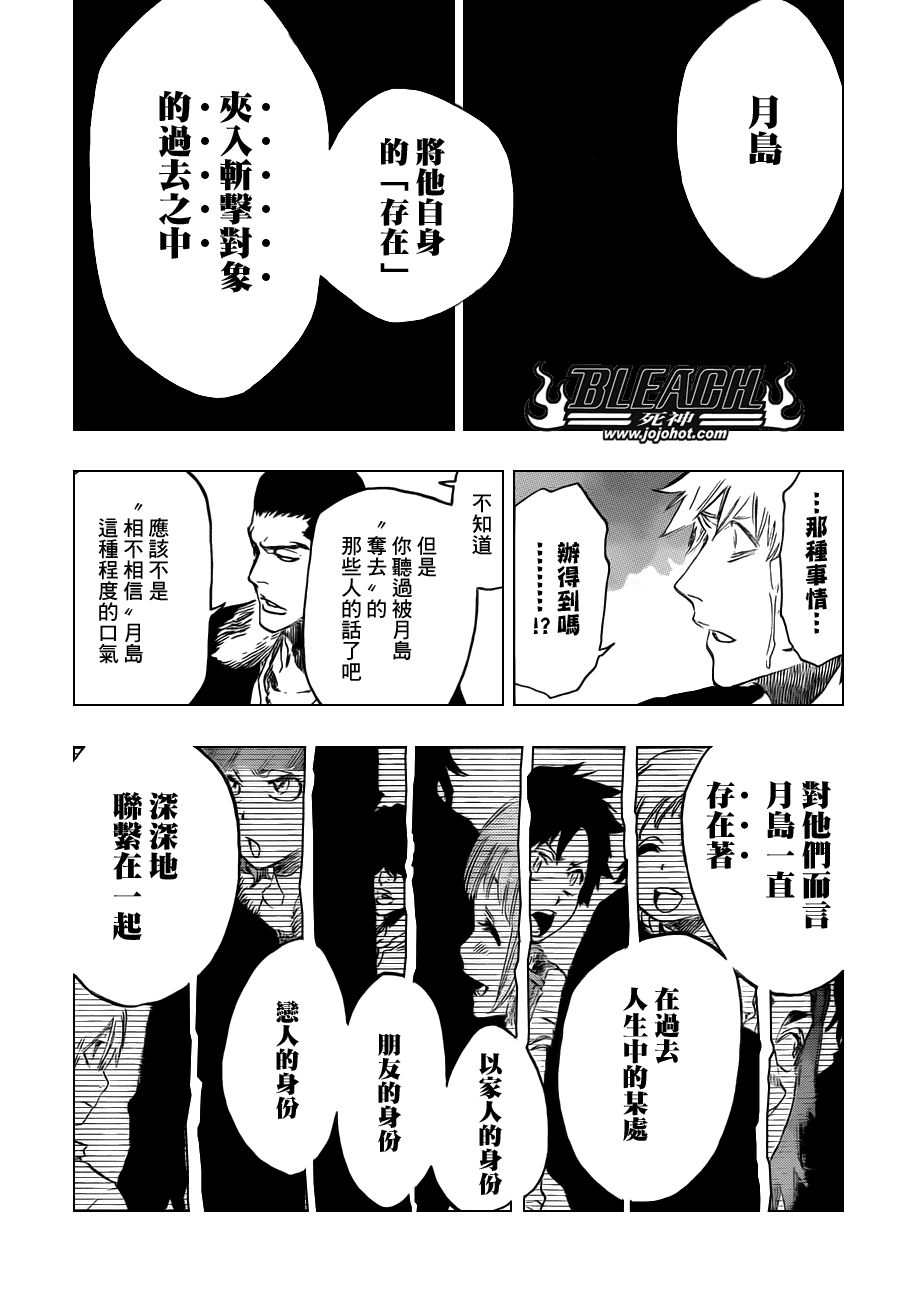 月島
將他自身
的「存在」
夾入斬擊對象
的過去之中
BLEACH
死神
www.jojohot.com
…那種事情…
辦得到嗎
………!?
不知道
但是
你聽過被月島
〝奪去〞的
那些人的話了吧
應該不是
〝相不相信〞月島
這種程度的口氣
對他們而言
月島一直
存在著
在過去
人生中的某處
以家人的身份
朋友的身份
戀人的身份
深深地
聯繫在一起